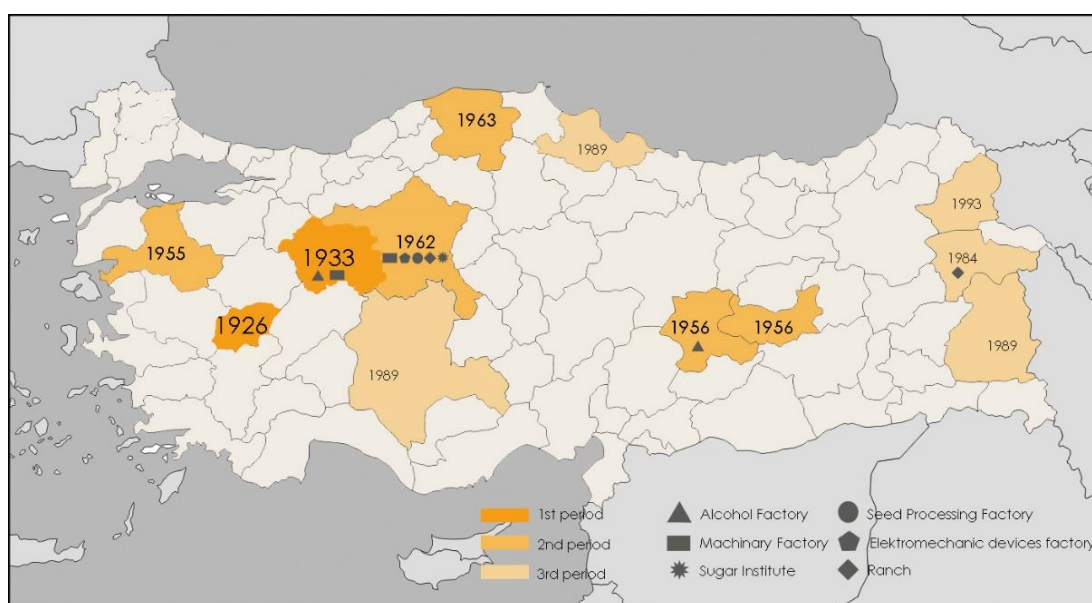 1963
1989
1993
1955
1933
1962
1984
1926
1956
1956
1989
1989
1st period
Alcohol Factory
Seed Processing Factory
2nd period
Machinary Factory
Elektromechanic devices factory
3rd period
Sugar Institute
Ranch